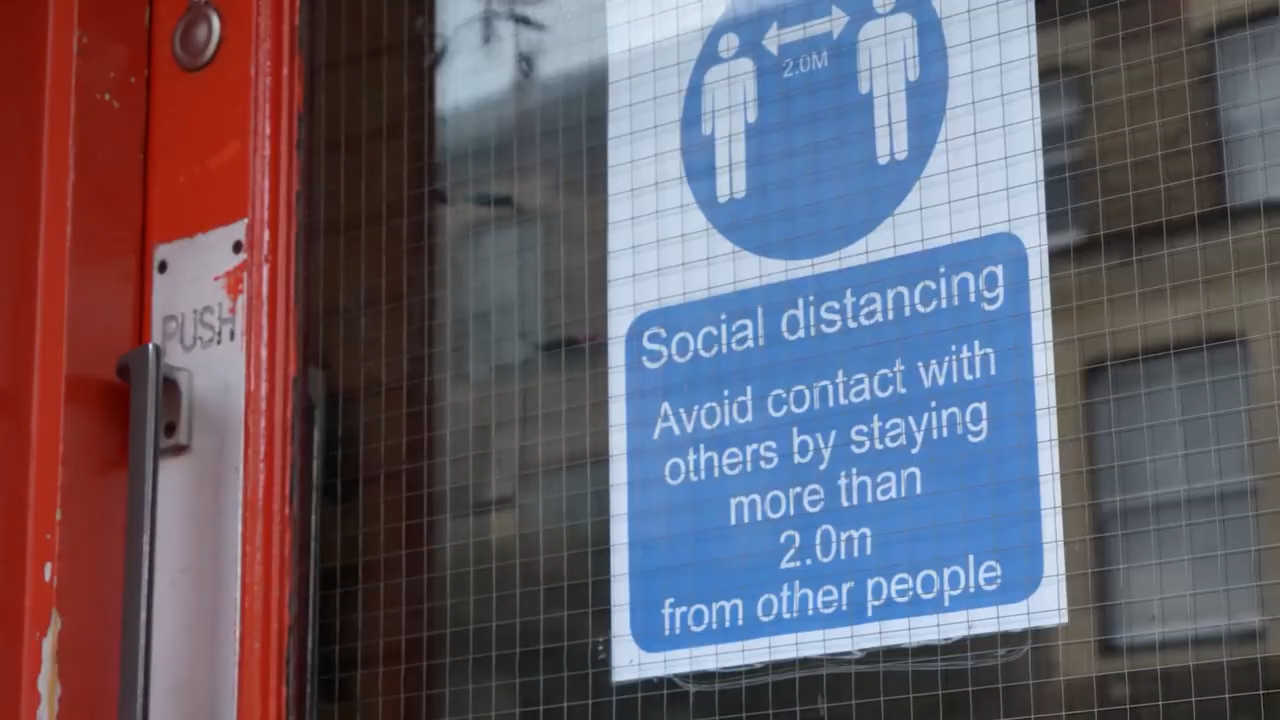 2.0M
PUSH
Social distancing
Avoid contact with
others by staying
more than
2.0m
from other people